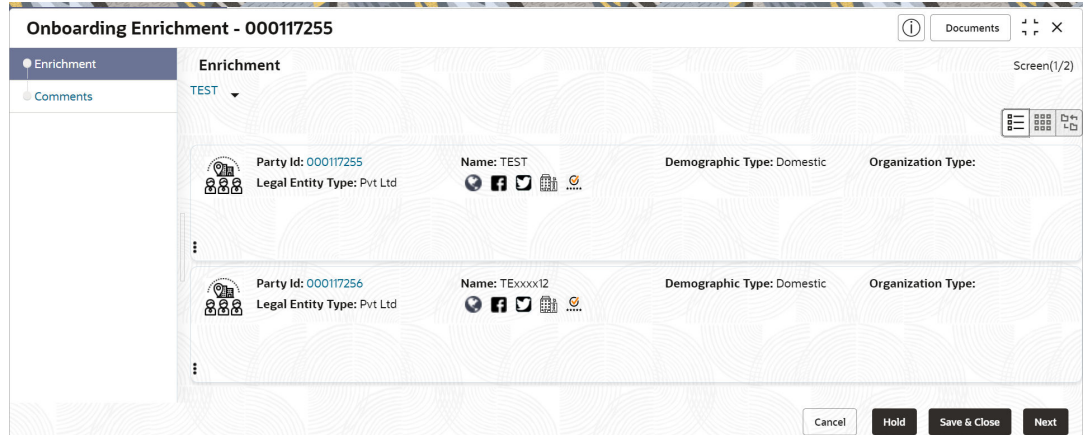 Onboarding Enrichment - 000117255
Documents
Enrichment
Comments
Enrichment
Screen(1/2)
TEST
Party Id: 000117255
Name: TEST
Demographic Type: Domestic
Organization Type:
Legal Entity Type: Pvt Ltd
Party Id: 000117256
Name: TExxxx12
Demographic Type: Domestic
Organization Type:
Legal Entity Type: Pvt Ltd
Cancel
Hold
Save & Close
Next